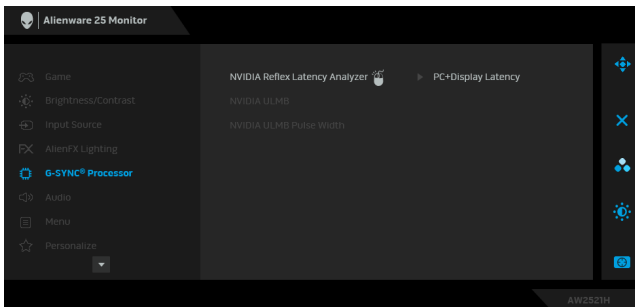 Alienware 25 Monitor
Game
NVIDIA Reflex Latency Analyzer
PC+Display Latency
Brightness/Contrast
NVIDIA ULMB
Input Source
NVIDIA ULMB Pulse Width
FX AlienFX Lighting
G-SYNC® Processor
Audio
Menu
Personalize
AW2521H